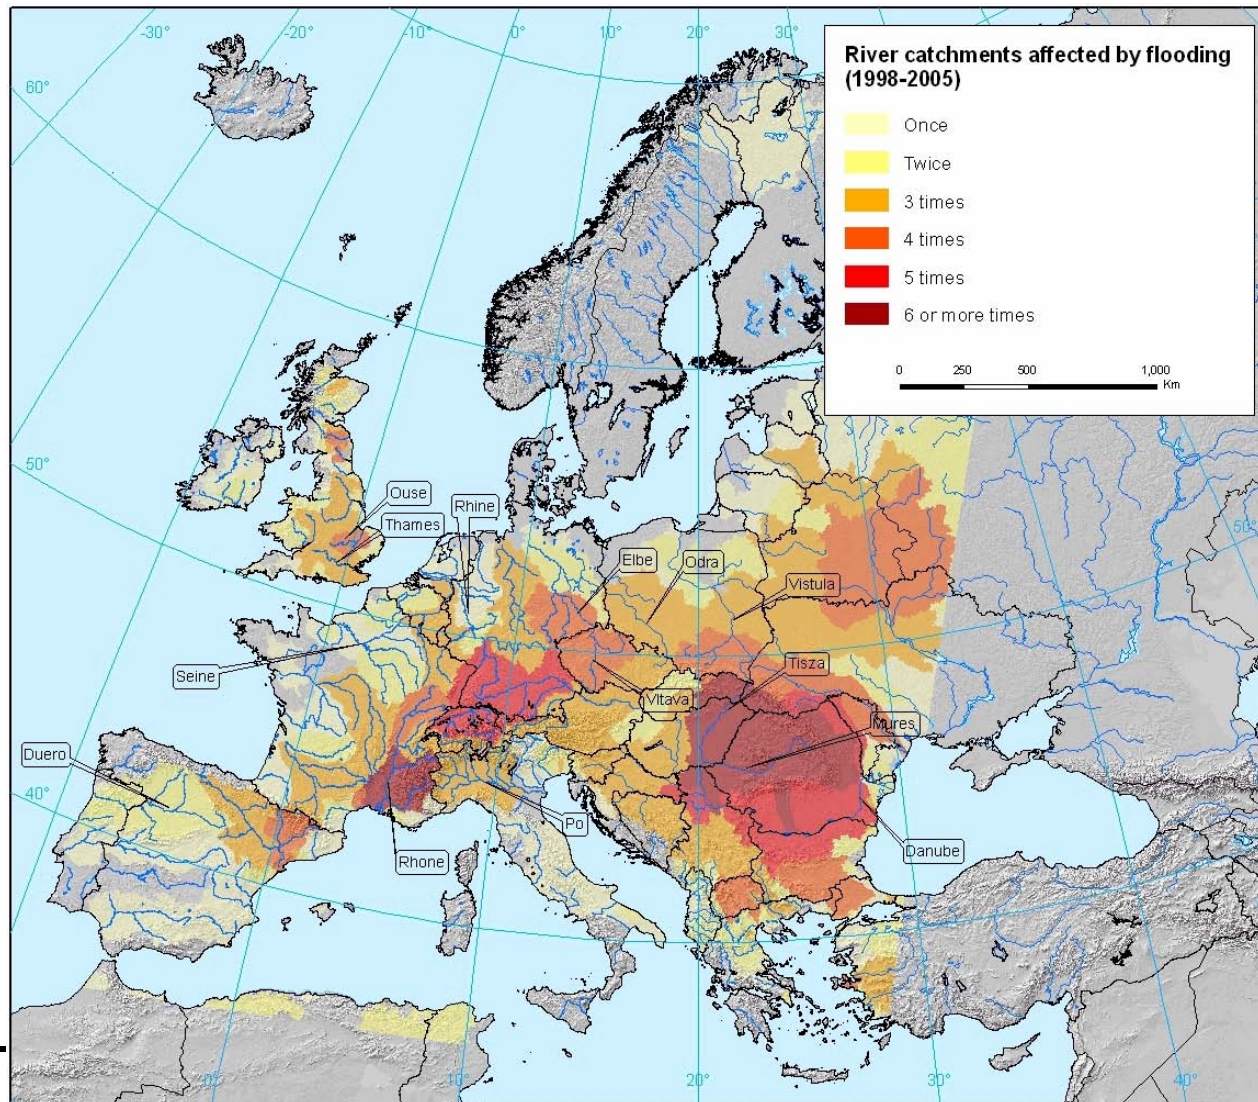 -30°
-20°
-10°
0°
10°
20°
30°
60°
50°
40°
River catchments affected by flooding
(1998-2005)
Once
Twice
3 times
4 times
5 times
6 or more times
0 250 500 1,000
Km
Ouse
Thames
Rhine
Elbe
Odra
Vistula
Seine
Vltava
Tisza
Mures
Duero
Po
Rhone
Danube
50°
40°
0°
10°
20°
30°
40°